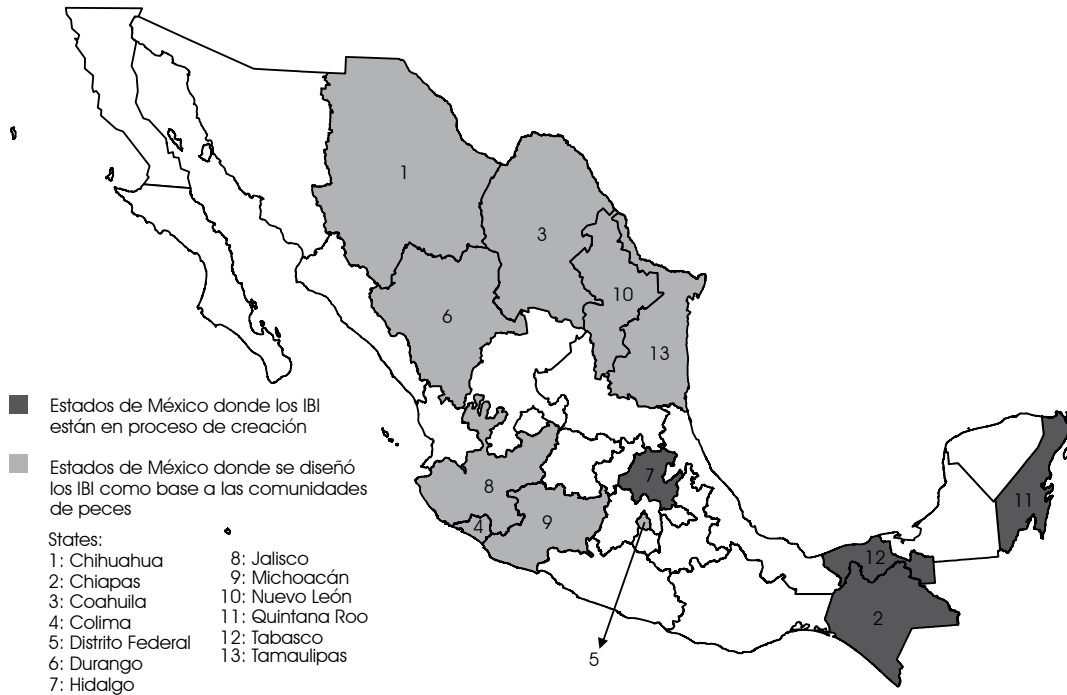 1
3
10
6
13
Estados de México donde los IBI
están en proceso de creación
Estados de México donde se diseñó
los IBI como base a las comunidades
de peces
7
8
11
4
9
12
2
5
States:
1: Chihuahua
2: Chiapas
3: Coahuila
4: Colima
5: Distrito Federal
6: Durango
7: Hidalgo
8: Jalisco
9: Michoacán
10: Nuevo León
11: Quintana Roo
12: Tabasco
13: Tamaulipas